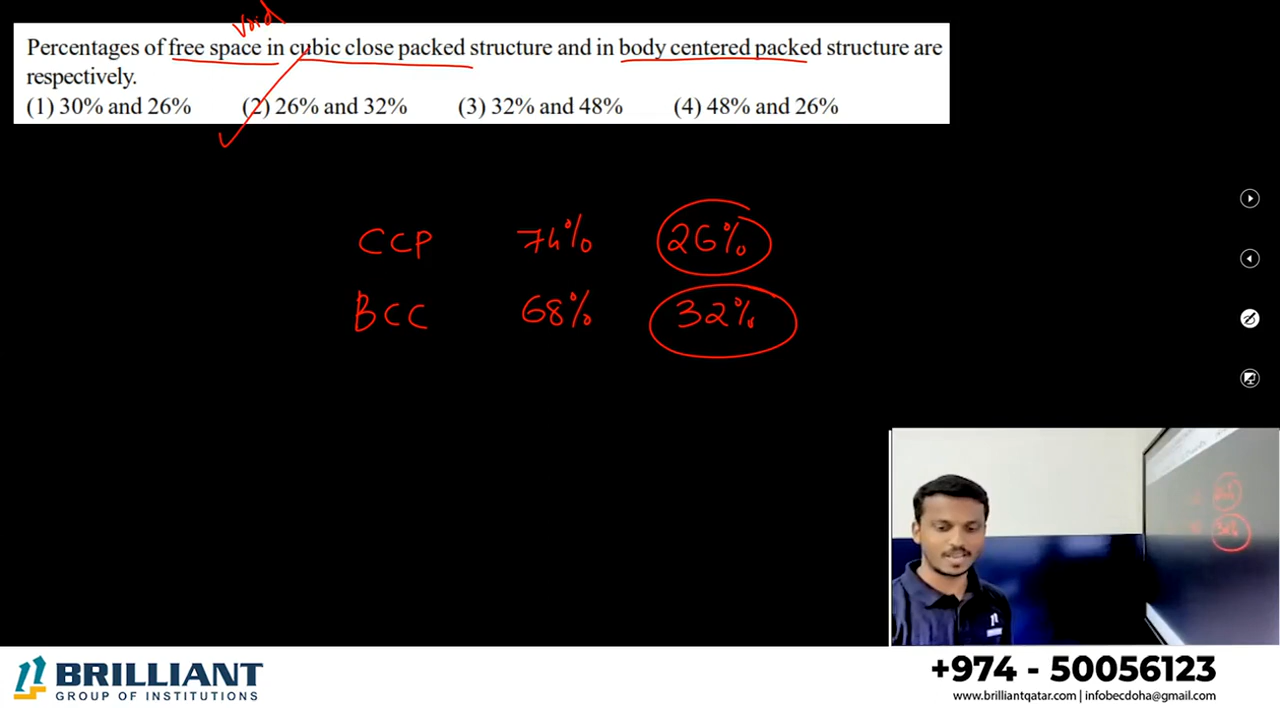 void
Percentages of free space in cubic close packed structure and in body centered packed structure are
respectively.
(1) 30% and 26% (2) 26% and 32% (3) 32% and 48% (4) 48% and 26%
CCP 74% 26%
BCC 68% 32%
BRILLIANT
GROUP OF INSTITUTIONS
+974 - 50056123
www.brilliantqatar.com | infobecdoha@gmail.com